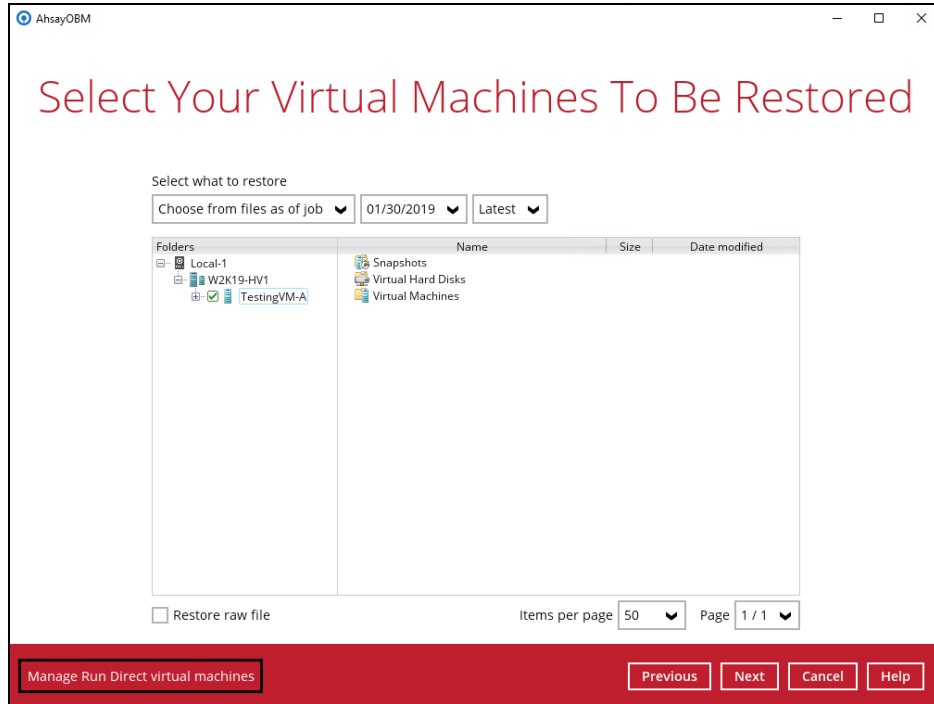 AhsayOBM
Select Your Virtual Machines To Be Restored
Select what to restore
Choose from files as of job 01/30/2019 Latest
Folders Name Size Date modified
Local-1 Snapshots
W2K19-HV1 Virtual Hard Disks
TestingVM-A Virtual Machines
Restore raw file Items per page 50 Page 1 / 1
Manage Run Direct virtual machines Previous Next Cancel Help